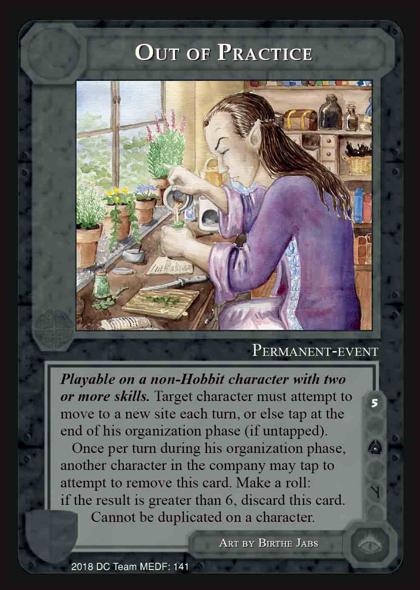 Out of Practice
Permanent-event
Playable on a non-Hobbit character with two
or more skills. Target character must attempt to
move to a new site each turn, or else tap at the
end of his organization phase (if untapped).
Once per turn during his organization phase,
another character in the company may tap to
attempt to remove this card. Make a roll:
if the result is greater than 6, discard this card.
Cannot be duplicated on a character.
5
Art by Birthe Jabs
2018 DC Team MEDF: 141